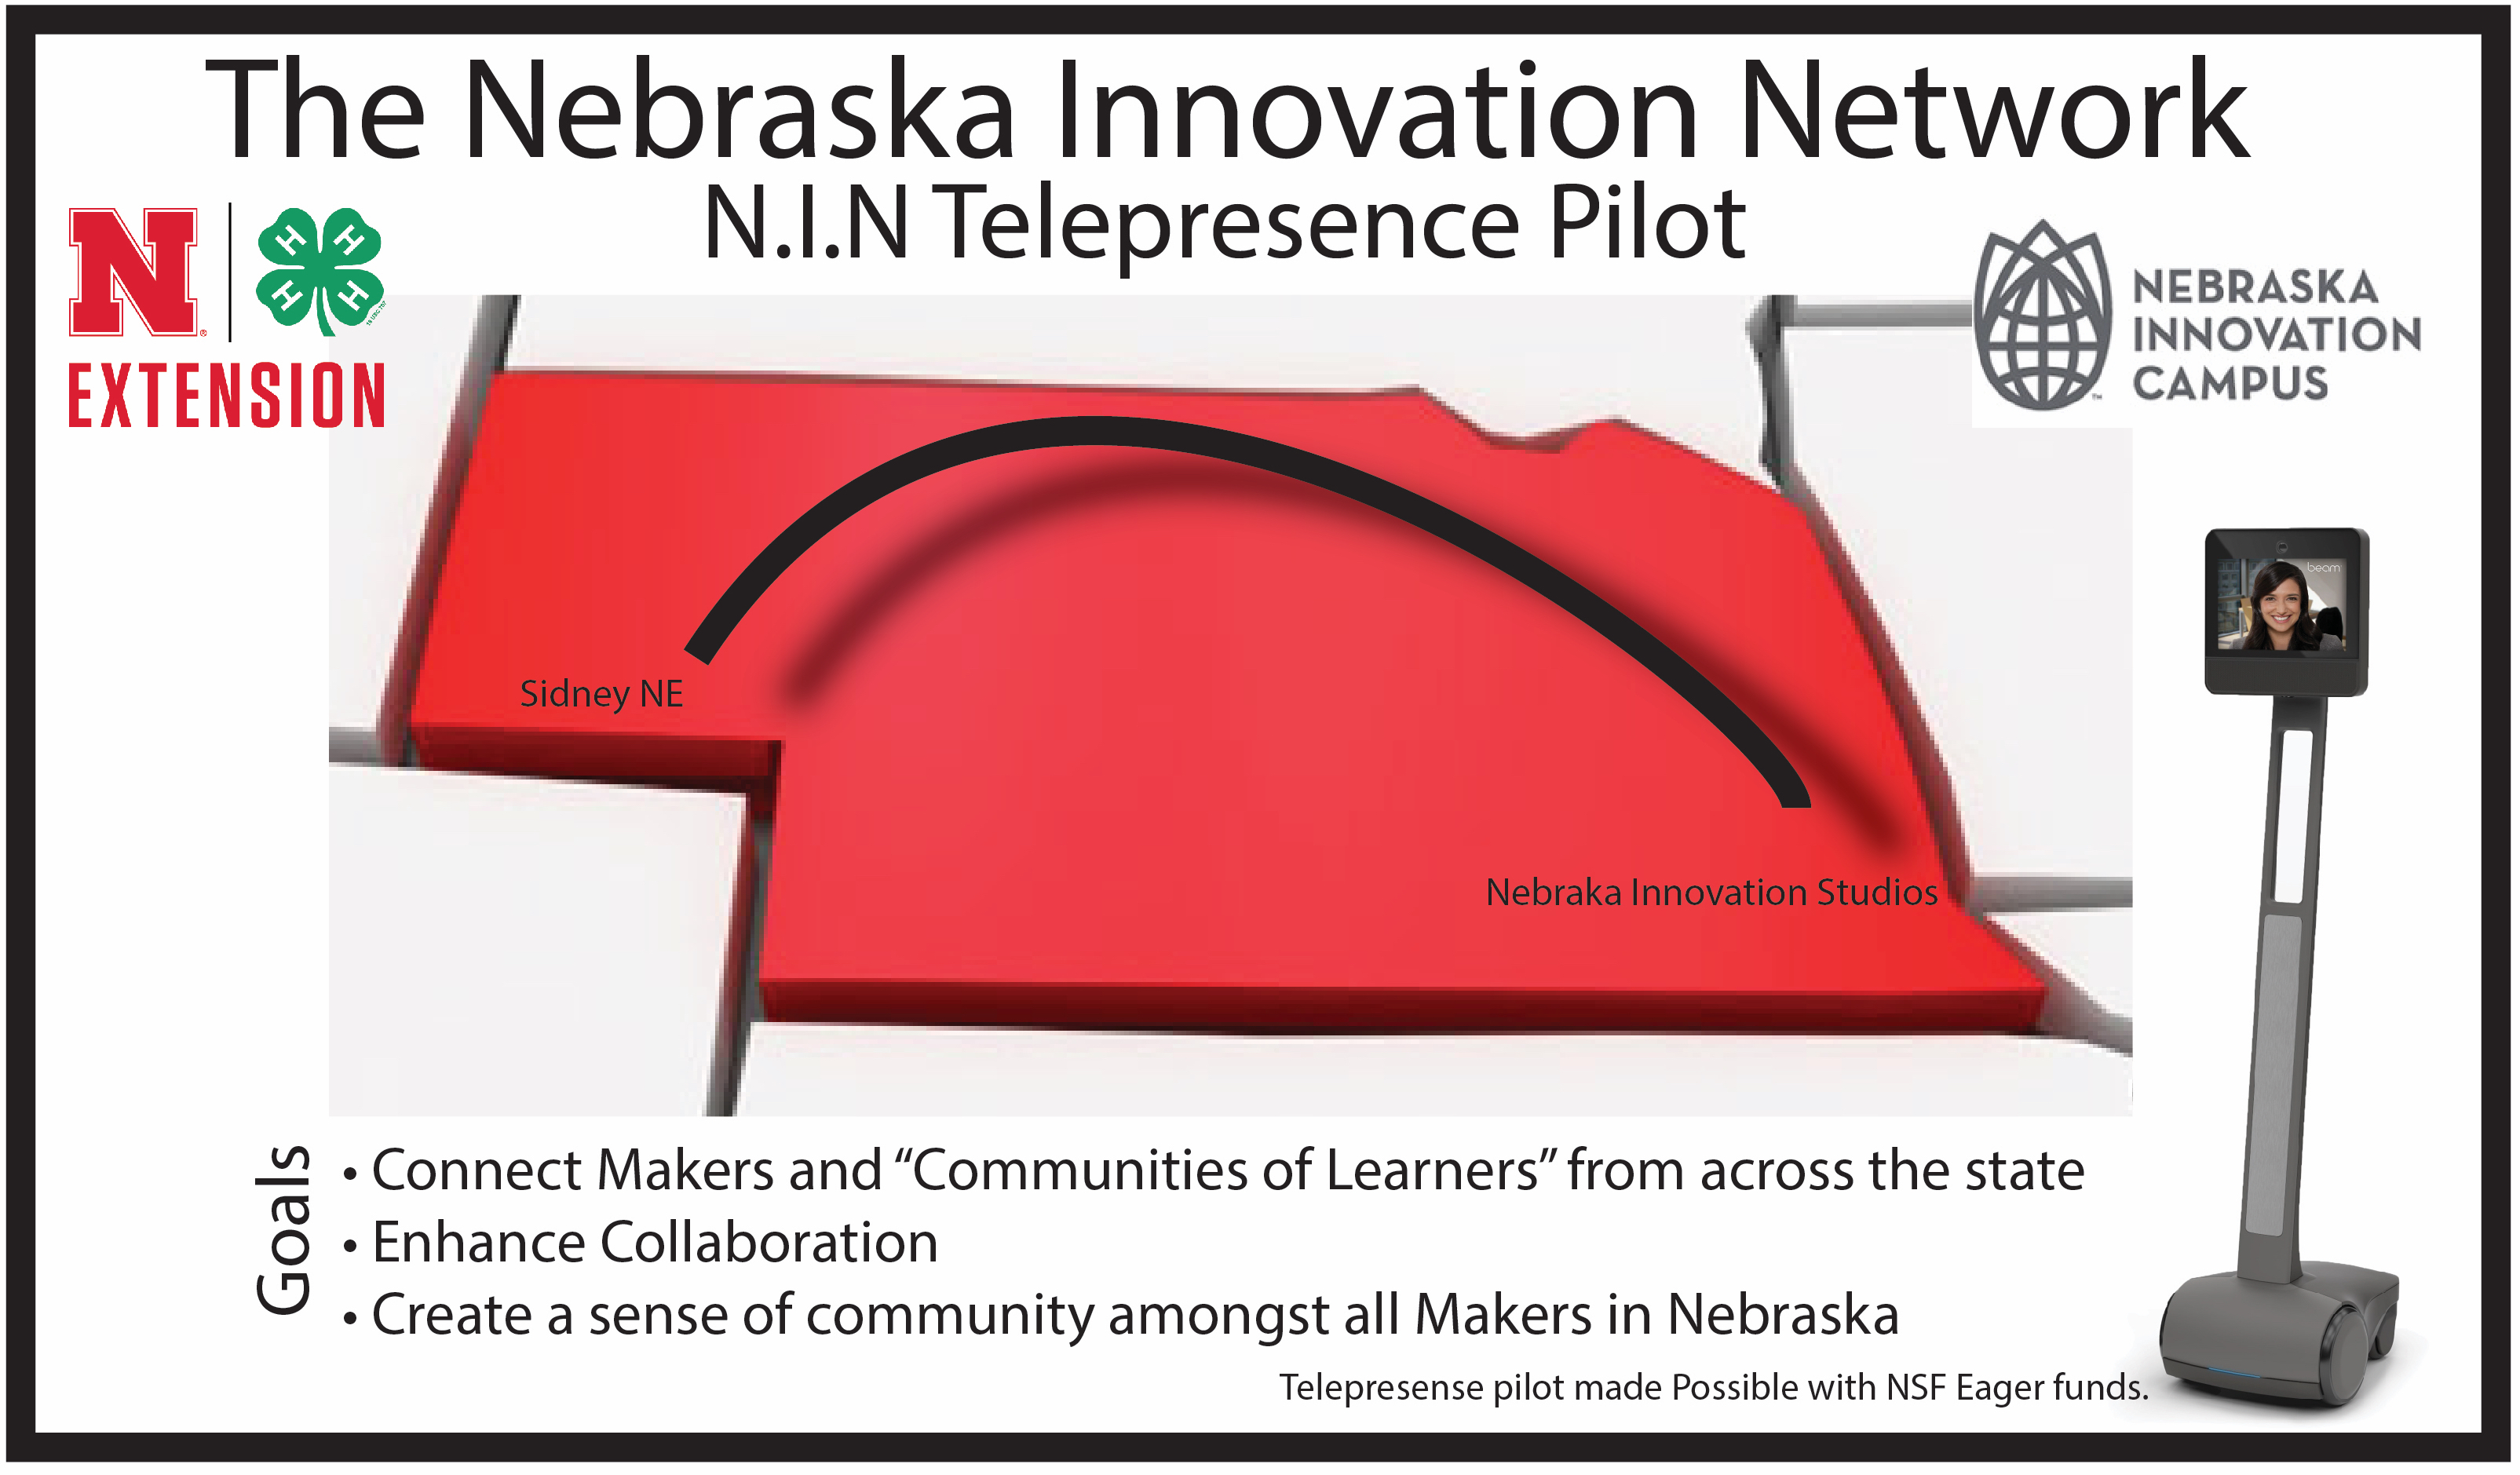 The Nebraska Innovation Network
N.I.N Telepresence Pilot
N
H H
H H
EXTENSION
NEBRASKA
INNOVATION
CAMPUS
TM
beam
Sidney NE
Nebraka Innovation Studios
Goals
• Connect Makers and “Communities of Learners” from across the state
• Enhance Collaboration
• Create a sense of community amongst all Makers in Nebraska
Telepresense pilot made Possible with NSF Eager funds.